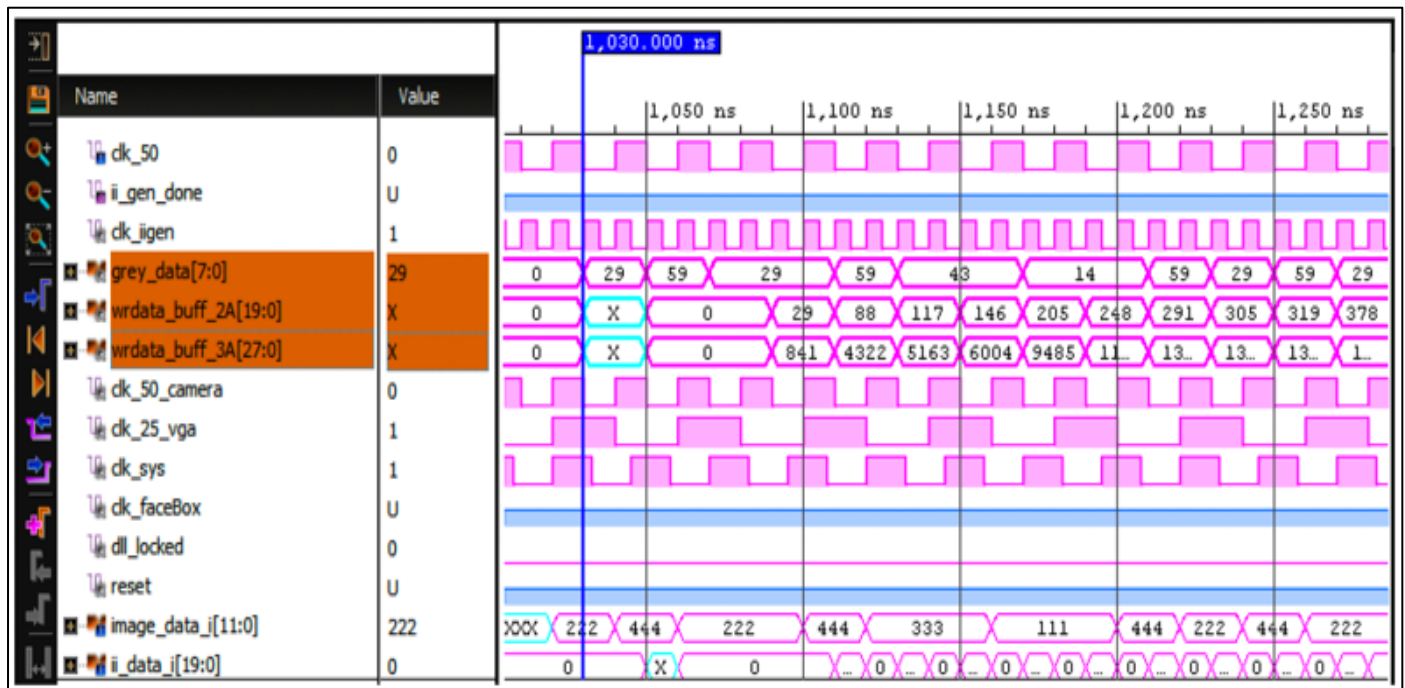 1,030.000 ns
Name Value
1,050 ns 1,100 ns 1,150 ns 1,200 ns 1,250 ns
clk_50 0
ii_gen_done U
clk_iigen 1
grey_data[7:0] 29 0 29 59 29 59 43 14 59 29 59 29
wrdata_buff_2A[19:0] X 0 X 0 29 88 117 146 205 248 291 305 319 378
wrdata_buff_3A[27:0] X 0 X 0 841 4322 5163 6004 9485 11... 13... 13... 13... 1...
clk_50_camera 0
clk_25_vga 1
clk_sys 1
clk_faceBox U
dll_locked 0
reset U
image_data_i[11:0] 222 XXX 222 444 222 444 333 111 444 222 444 222
ii_data_i[19:0] 0 0 X 0 ... 0 ... 0 ... 0 ... 0 ... 0 ... 0 ... 0 ...